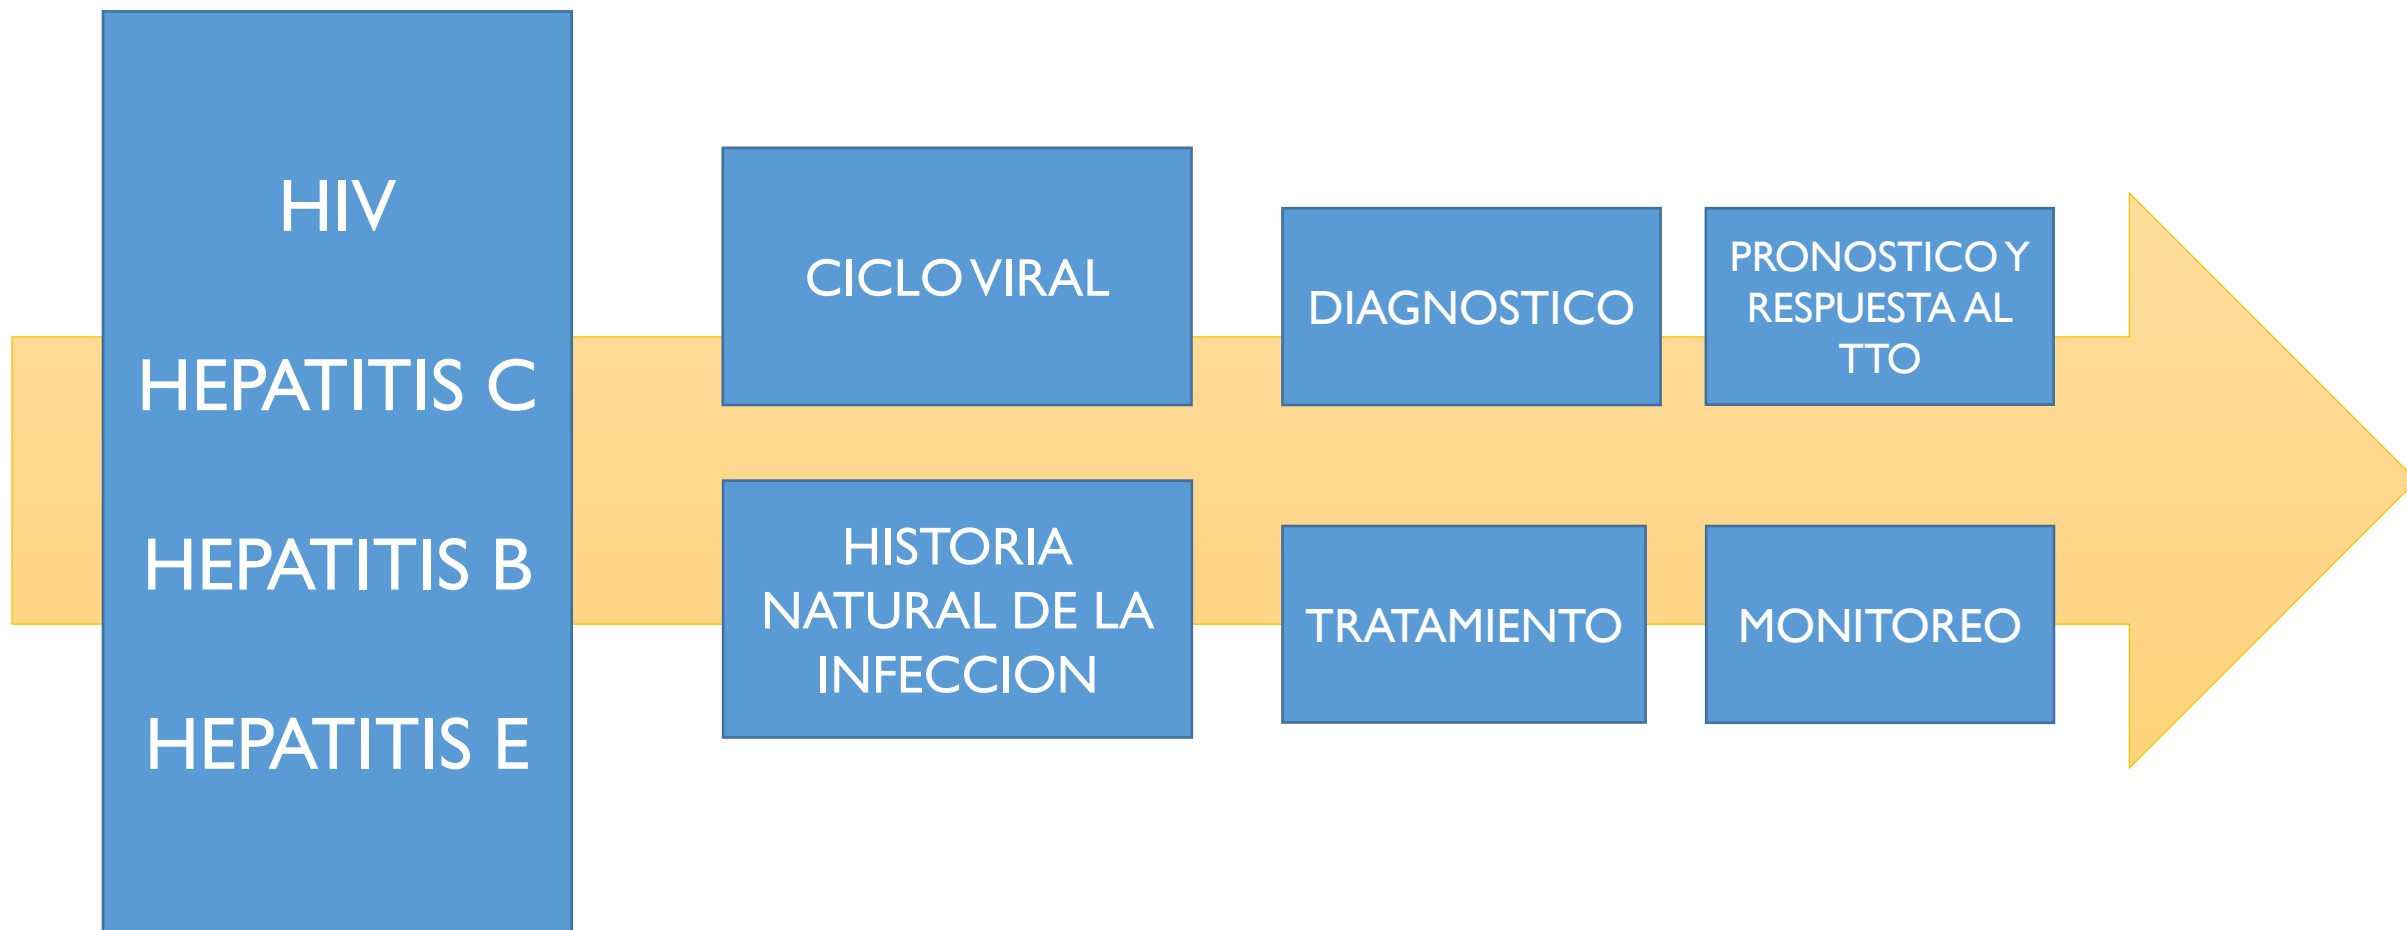 HIV
HEPATITIS C
HEPATITIS B
HEPATITIS E
CICLO VIRAL
HISTORIA
NATURAL DE LA
INFECCION
DIAGNOSTICO
TRATAMIENTO
PRONOSTICO Y
RESPUESTA AL
TTO
MONITOREO